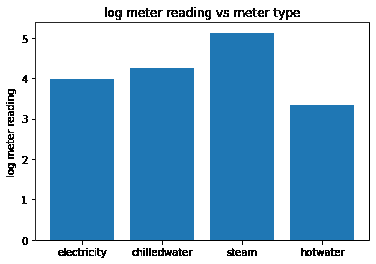 log meter reading vs meter type
log meter reading
5
4
3
2
1
0
electricity
chilledwater
steam
hotwater